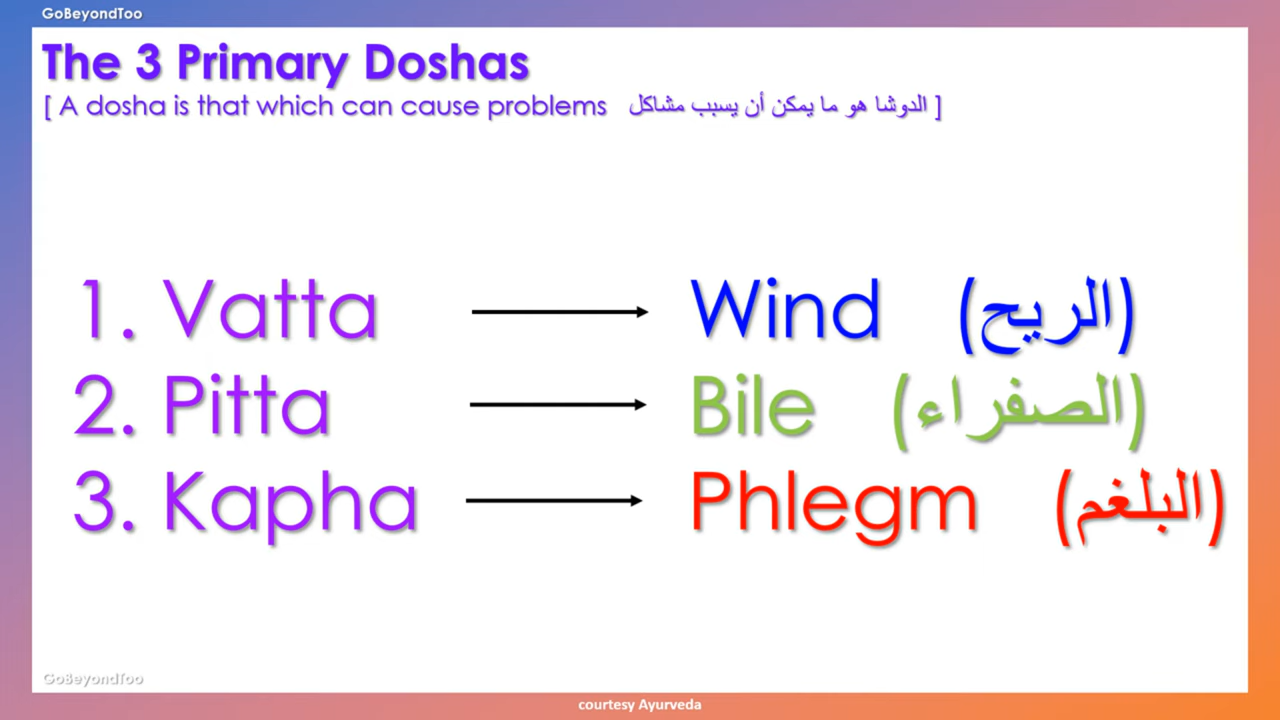 GoBeyondToo
The 3 Primary Doshas
[ A dosha is that which can cause problems الدوشا هو ما يمكن أن يسبب مشاكل ]
1. Vatta Wind (الريح)
2. Pitta Bile (الصفراء)
3. Kapha Phlegm (البلغم)
GoBeyondToo
courtesy Ayurveda